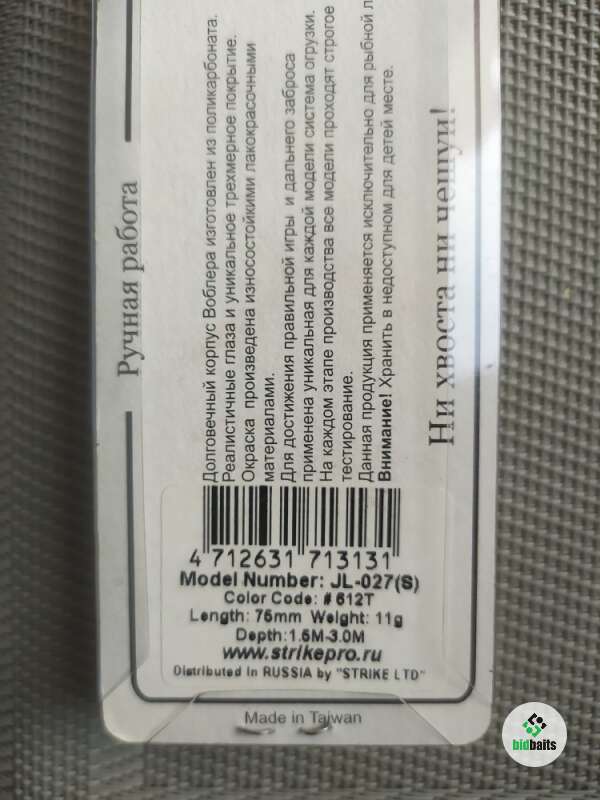 Ручная работа
Долговечный корпус Воблера изготовлен из поликарбоната.
Реалистичные глаза и уникальное трехмерное покрытие.
Окраска произведена износостойкими лакокрасочными
материалами.
Для достижения правильной игры и дальнего заброса
применена уникальная для каждой модели система огрузки.
На каждом этапе производства все модели проходят строгое
тестирование.
Данная продукция применяется исключительно для рыбной
Внимание! Хранить в недоступном для детей месте.
Ни хвоста ни чешуи!
4 712631 713131
Model Number: JL-027(S)
Color Code: #612T
Length: 75mm Weight: 11g
Depth:1.5M-3.0M
www.strikepro.ru
Distributed in RUSSIA by "STRIKE LTD"
Made in Taiwan
bidbaits